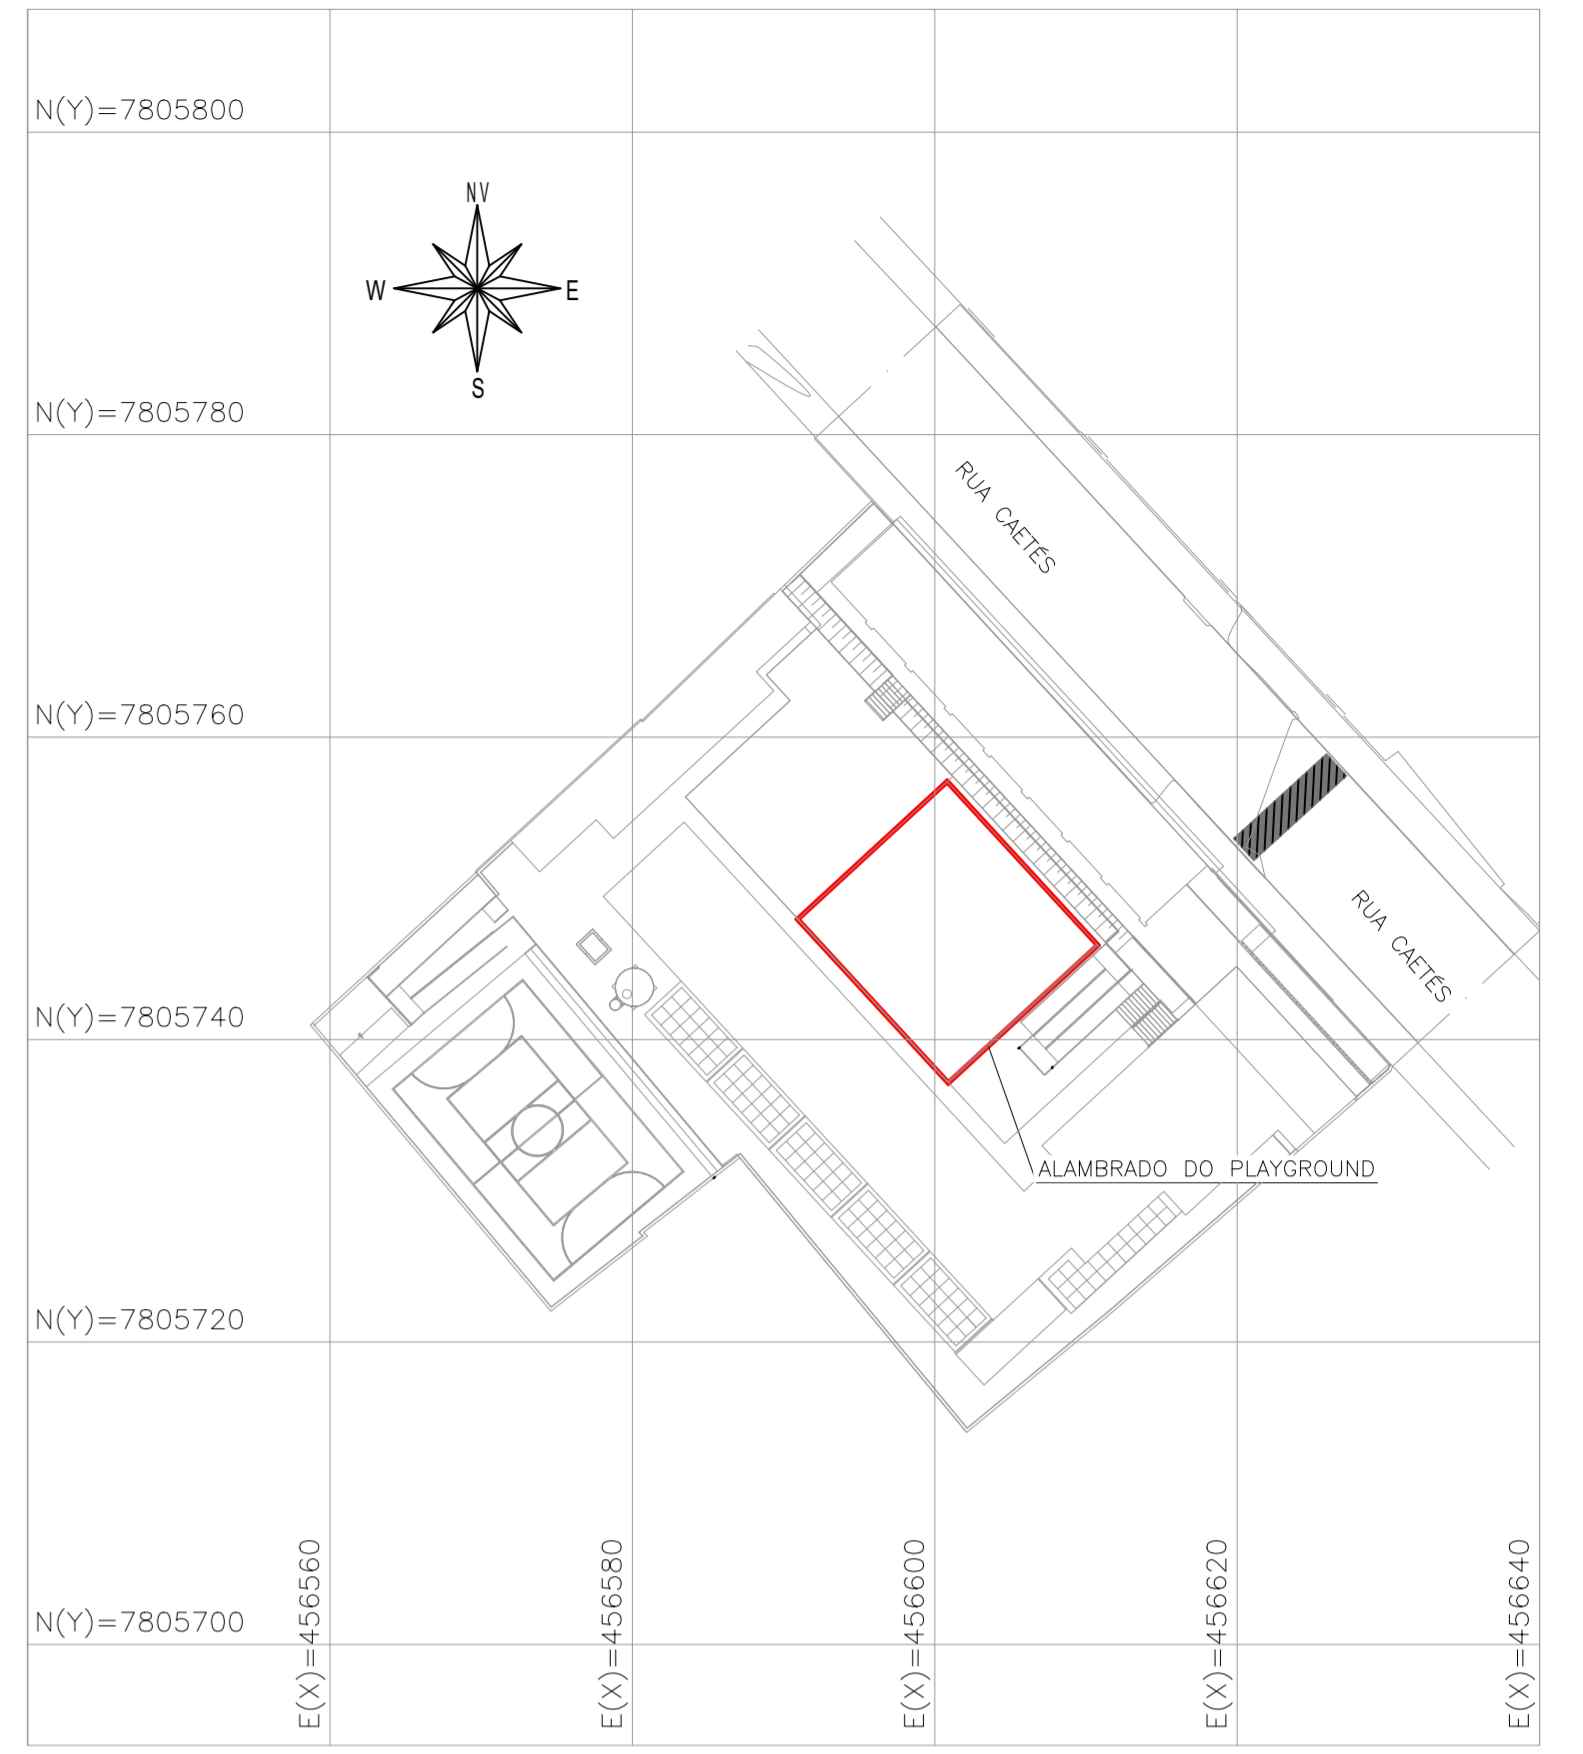 N(Y)=7805800
NV
W
E
S
N(Y)=7805780
RUA CAETÉS
N(Y)=7805760
RUA CAETÉS
N(Y)=7805740
ALAMBRADO DO PLAYGROUND
N(Y)=7805720
N(Y)=7805700
E(X)=456560
E(X)=456580
E(X)=456600
E(X)=456620
E(X)=456640